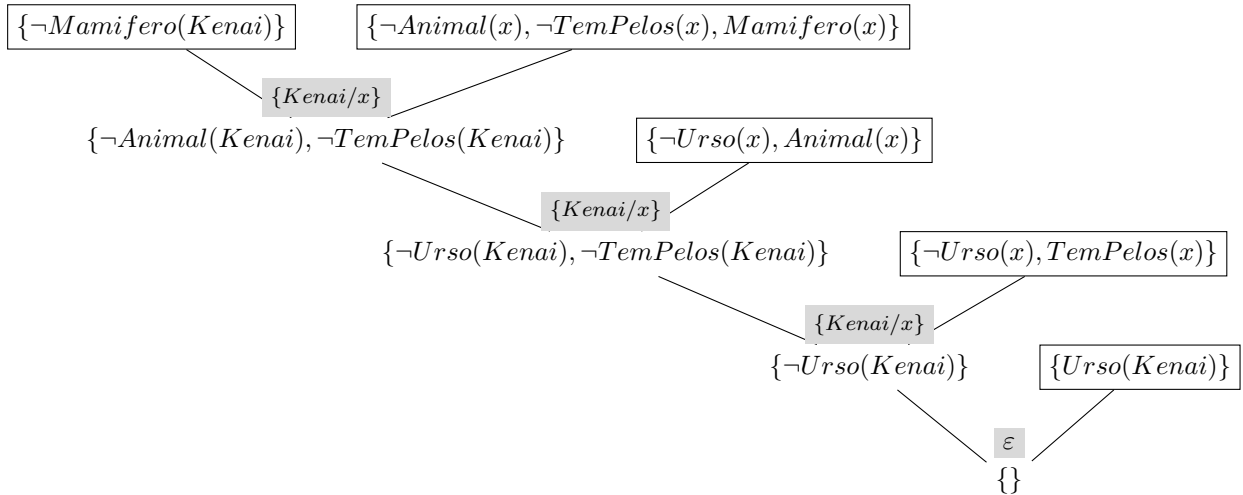 {¬Mamifero(Kenai)} {¬Animal(x), ¬TemPelos(x), Mamifero(x)}
{Kenai/x}
{¬Animal(Kenai), ¬TemPelos(Kenai)} {¬Urso(x), Animal(x)}
{Kenai/x}
{¬Urso(Kenai), ¬TemPelos(Kenai)} {¬Urso(x), TemPelos(x)}
{Kenai/x}
{¬Urso(Kenai)} {Urso(Kenai)}
ε
{}